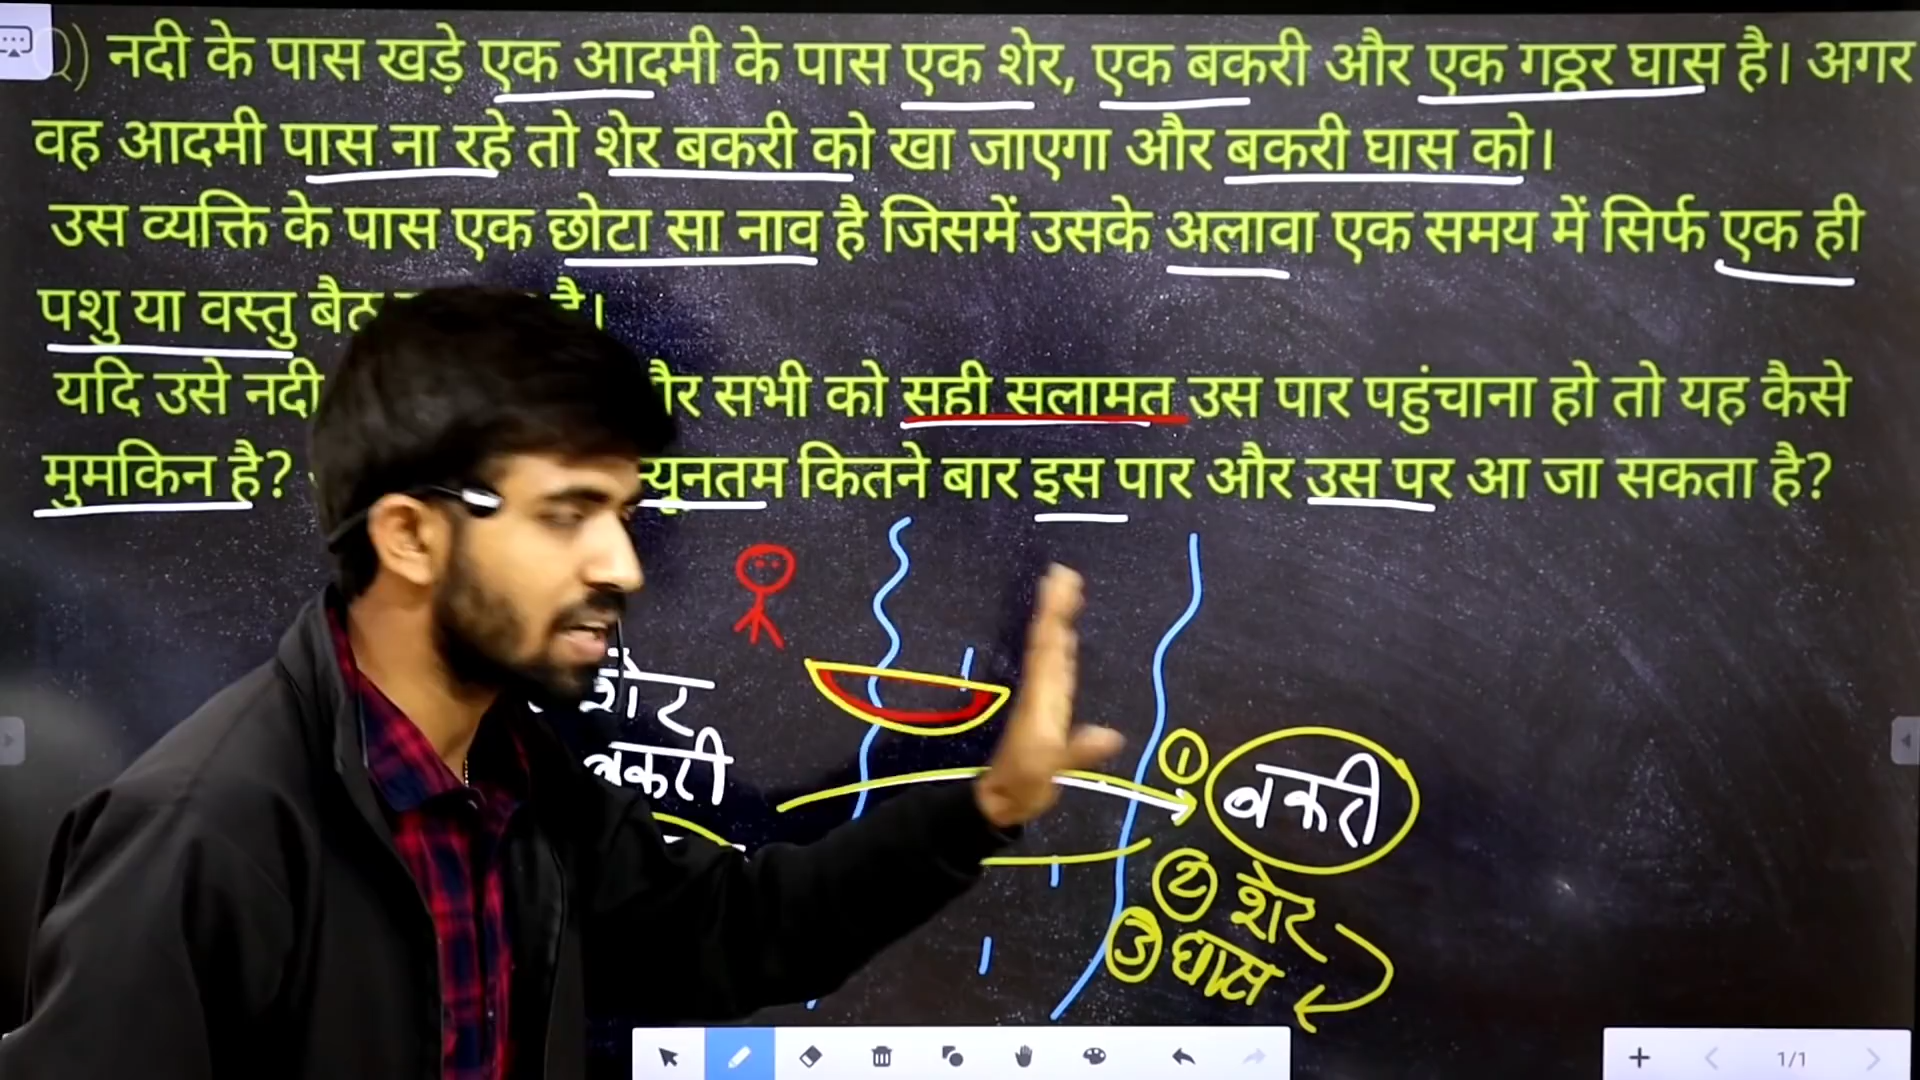 Q) नदी के पास खड़े एक आदमी के पास एक शेर, एक बकरी और एक गठ्ठर घास है। अगर
वह आदमी पास ना रहे तो शेर बकरी को खा जाएगा और बकरी घास को।
उस व्यक्ति के पास एक छोटा सा नाव है जिसमें उसके अलावा एक समय में सिर्फ एक ही
पशु या वस्तु है।
यदि उसे नदी सभी को सही सलामत उस पार पहुंचाना हो तो यह कैसे
मुमकिन है? कितने बार इस पार और उस पर आ जा सकता है?
शेर
बकरी
① बकरी
② शेर
③ घास
1/1